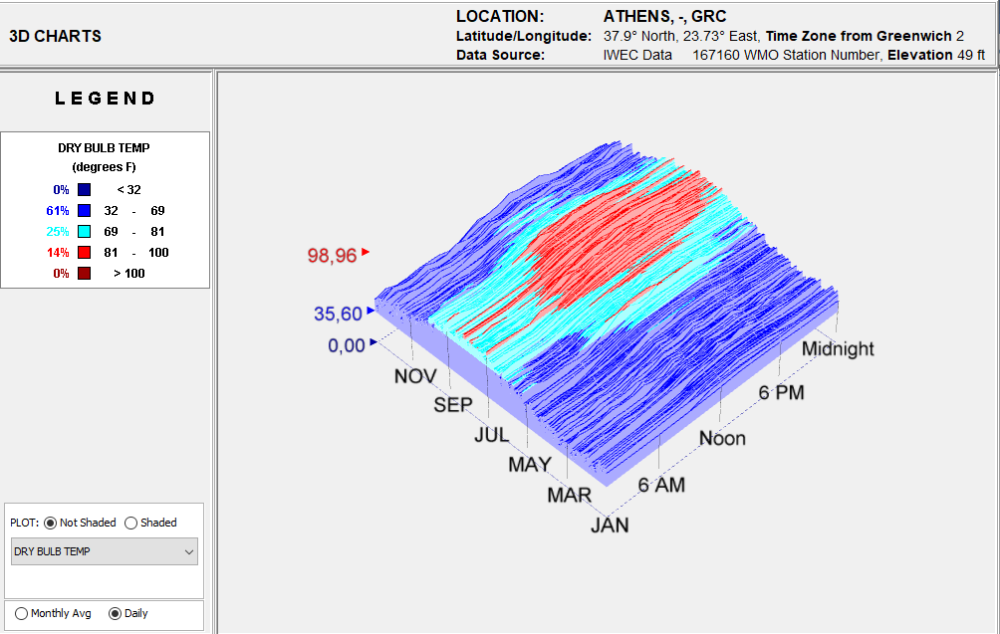 3D CHARTS
LOCATION: ATHENS, -, GRC
Latitude/Longitude: 37.9° North, 23.73° East, Time Zone from Greenwich 2
Data Source: IWEC Data 167160 WMO Station Number, Elevation 49 ft
LEGEND
DRY BULB TEMP
(degrees F)
0% < 32
61% 32 - 69
25% 69 - 81
14% 81 - 100
0% > 100
98,96
35,60
0,00
NOV
SEP
JUL
MAY
MAR
JAN
6 AM
Noon
6 PM
Midnight
PLOT: Not Shaded Shaded
DRY BULB TEMP
Monthly Avg Daily